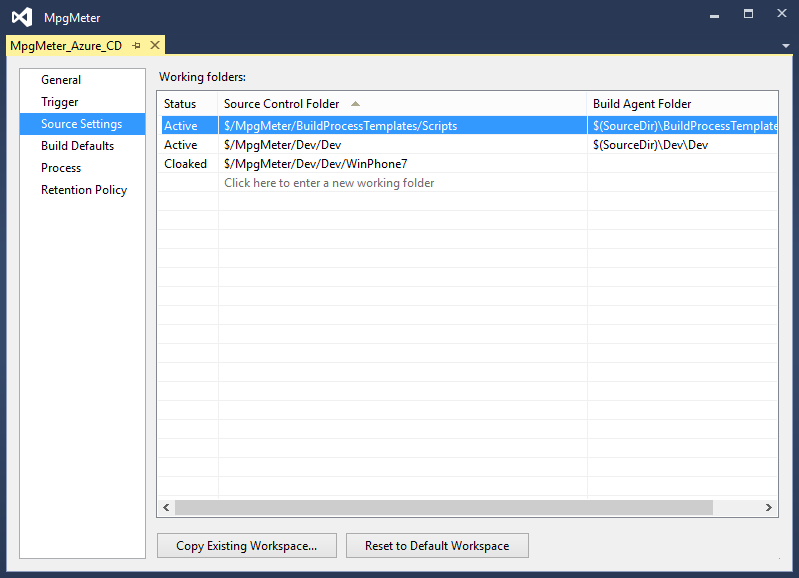 MpgMeter
MpgMeter_Azure_CD
General
Trigger
Source Settings
Build Defaults
Process
Retention Policy
Working folders:
Status Source Control Folder Build Agent Folder
Active $/MpgMeter/BuildProcessTemplates/Scripts $(SourceDir)\BuildProcessTemplate
Active $/MpgMeter/Dev/Dev $(SourceDir)\Dev\Dev
Cloaked $/MpgMeter/Dev/Dev/WinPhone7
Click here to enter a new working folder
Copy Existing Workspace... Reset to Default Workspace